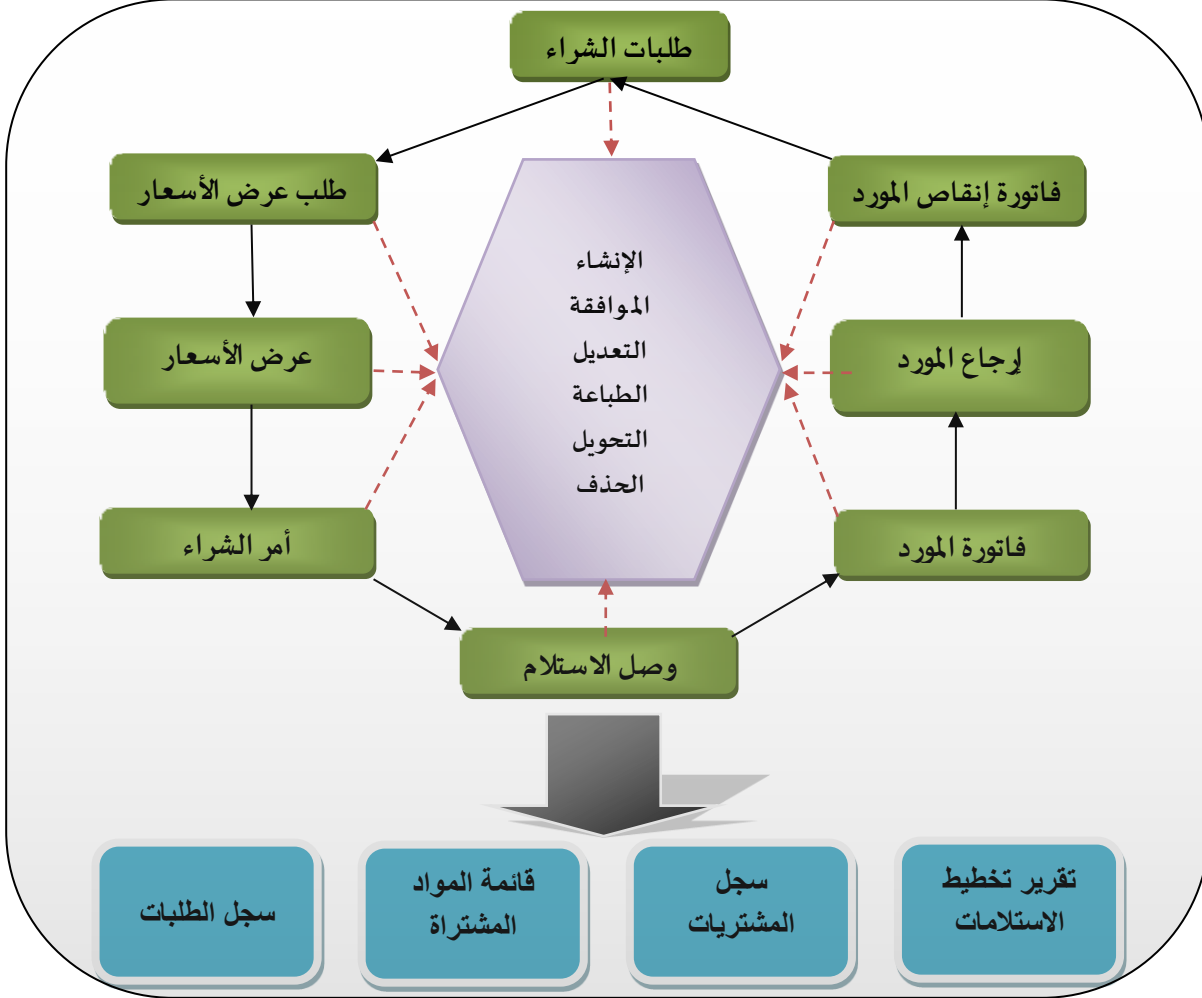 طلبات الشراء
فاتورة إنقاص المورد
طلب عرض الأسعار
الإنشاء
الموافقة
التعديل
الطباعة
التحويل
الحذف
إرجاع المورد
عرض الأسعار
فاتورة المورد
أمر الشراء
وصل الاستلام
تقرير تخطيط
الاستلامات
سجل
المشتريات
قائمة المواد
المشتراة
سجل الطلبات